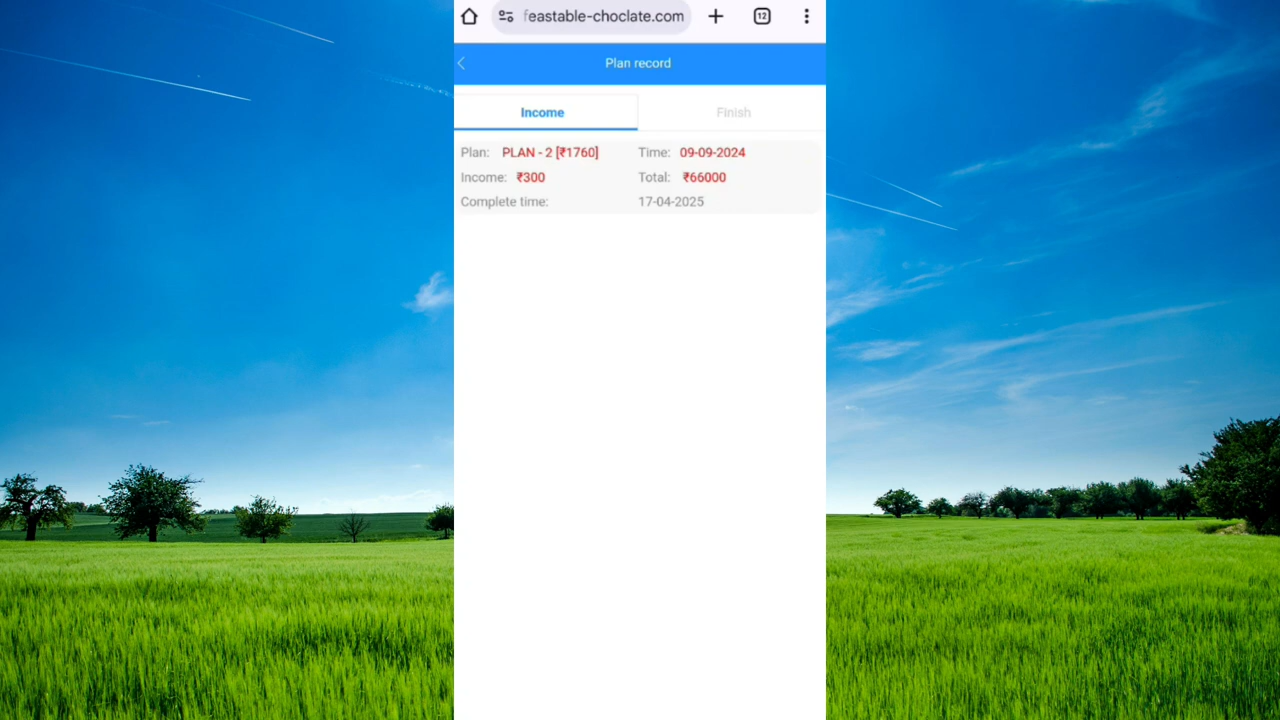 feastable-choclate.com
12
Plan record
Income
Finish
Plan: PLAN - 2 [₹1760] Time: 09-09-2024
Income: ₹300 Total: ₹66000
Complete time: 17-04-2025